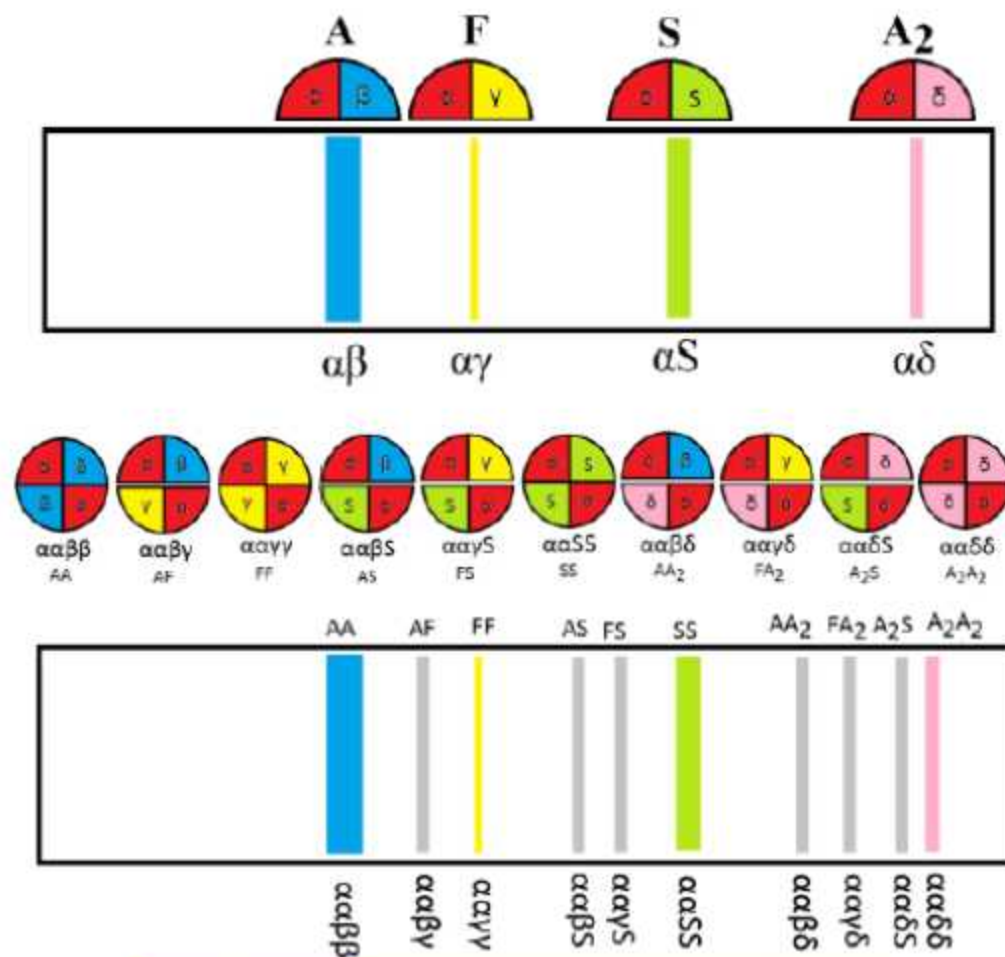 A F S A₂
α β α γ α S α δ
αβ αγ αS αδ
α δ α β α γ α β α γ α S α β α γ α δ α δ
β α γ α γ α S α S α S α δ α δ α S α δ α
ααββ ααβγ ααγγ ααβS ααγS ααSS ααβδ ααγδ ααδS ααδδ
AA AF FF AS FS SS AA₂ FA₂ A₂S A₂A₂
AA AF FF AS FS SS AA₂ FA₂ A₂S A₂A₂
ααββ ααβγ ααγγ ααβS ααγS ααSS ααβδ ααγδ ααδS ααδδ